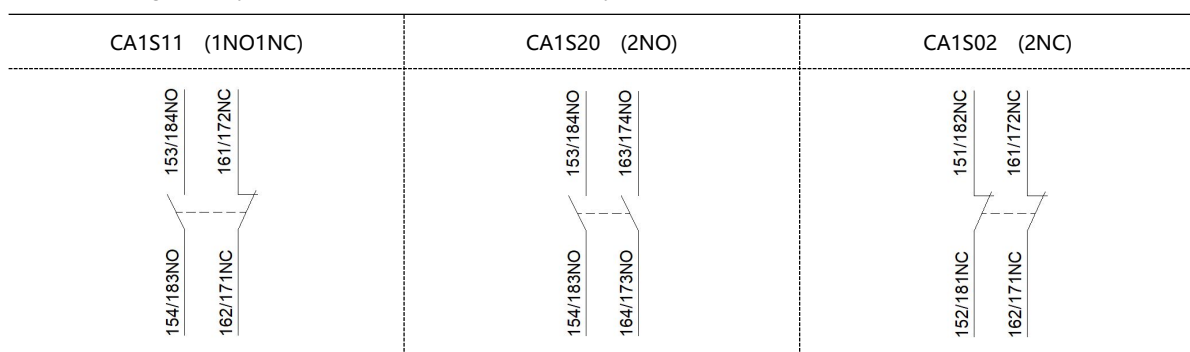 CA1S11 (1NO1NC)
CA1S20 (2NO)
CA1S02 (2NC)
153/184NO
161/172NC
154/183NO
162/171NC
153/184NO
163/174NO
154/183NO
164/173NO
151/182NC
161/172NC
152/181NC
162/171NC